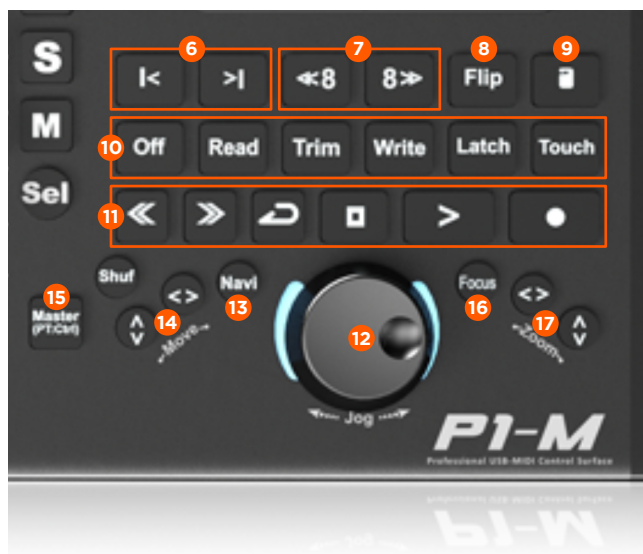 6 7 8 9
S
|< >| ≪8 8≫ Flip
M
10 Off Read Trim Write Latch Touch
Sel
11 ≪ ≫ >
15 Shuf < > Navi Focus < >
Master
(PT:Ctrl)
14 13 12 16 17
Move Zoom
Jog
P1-M
Professional USB-MIDI Control Surface